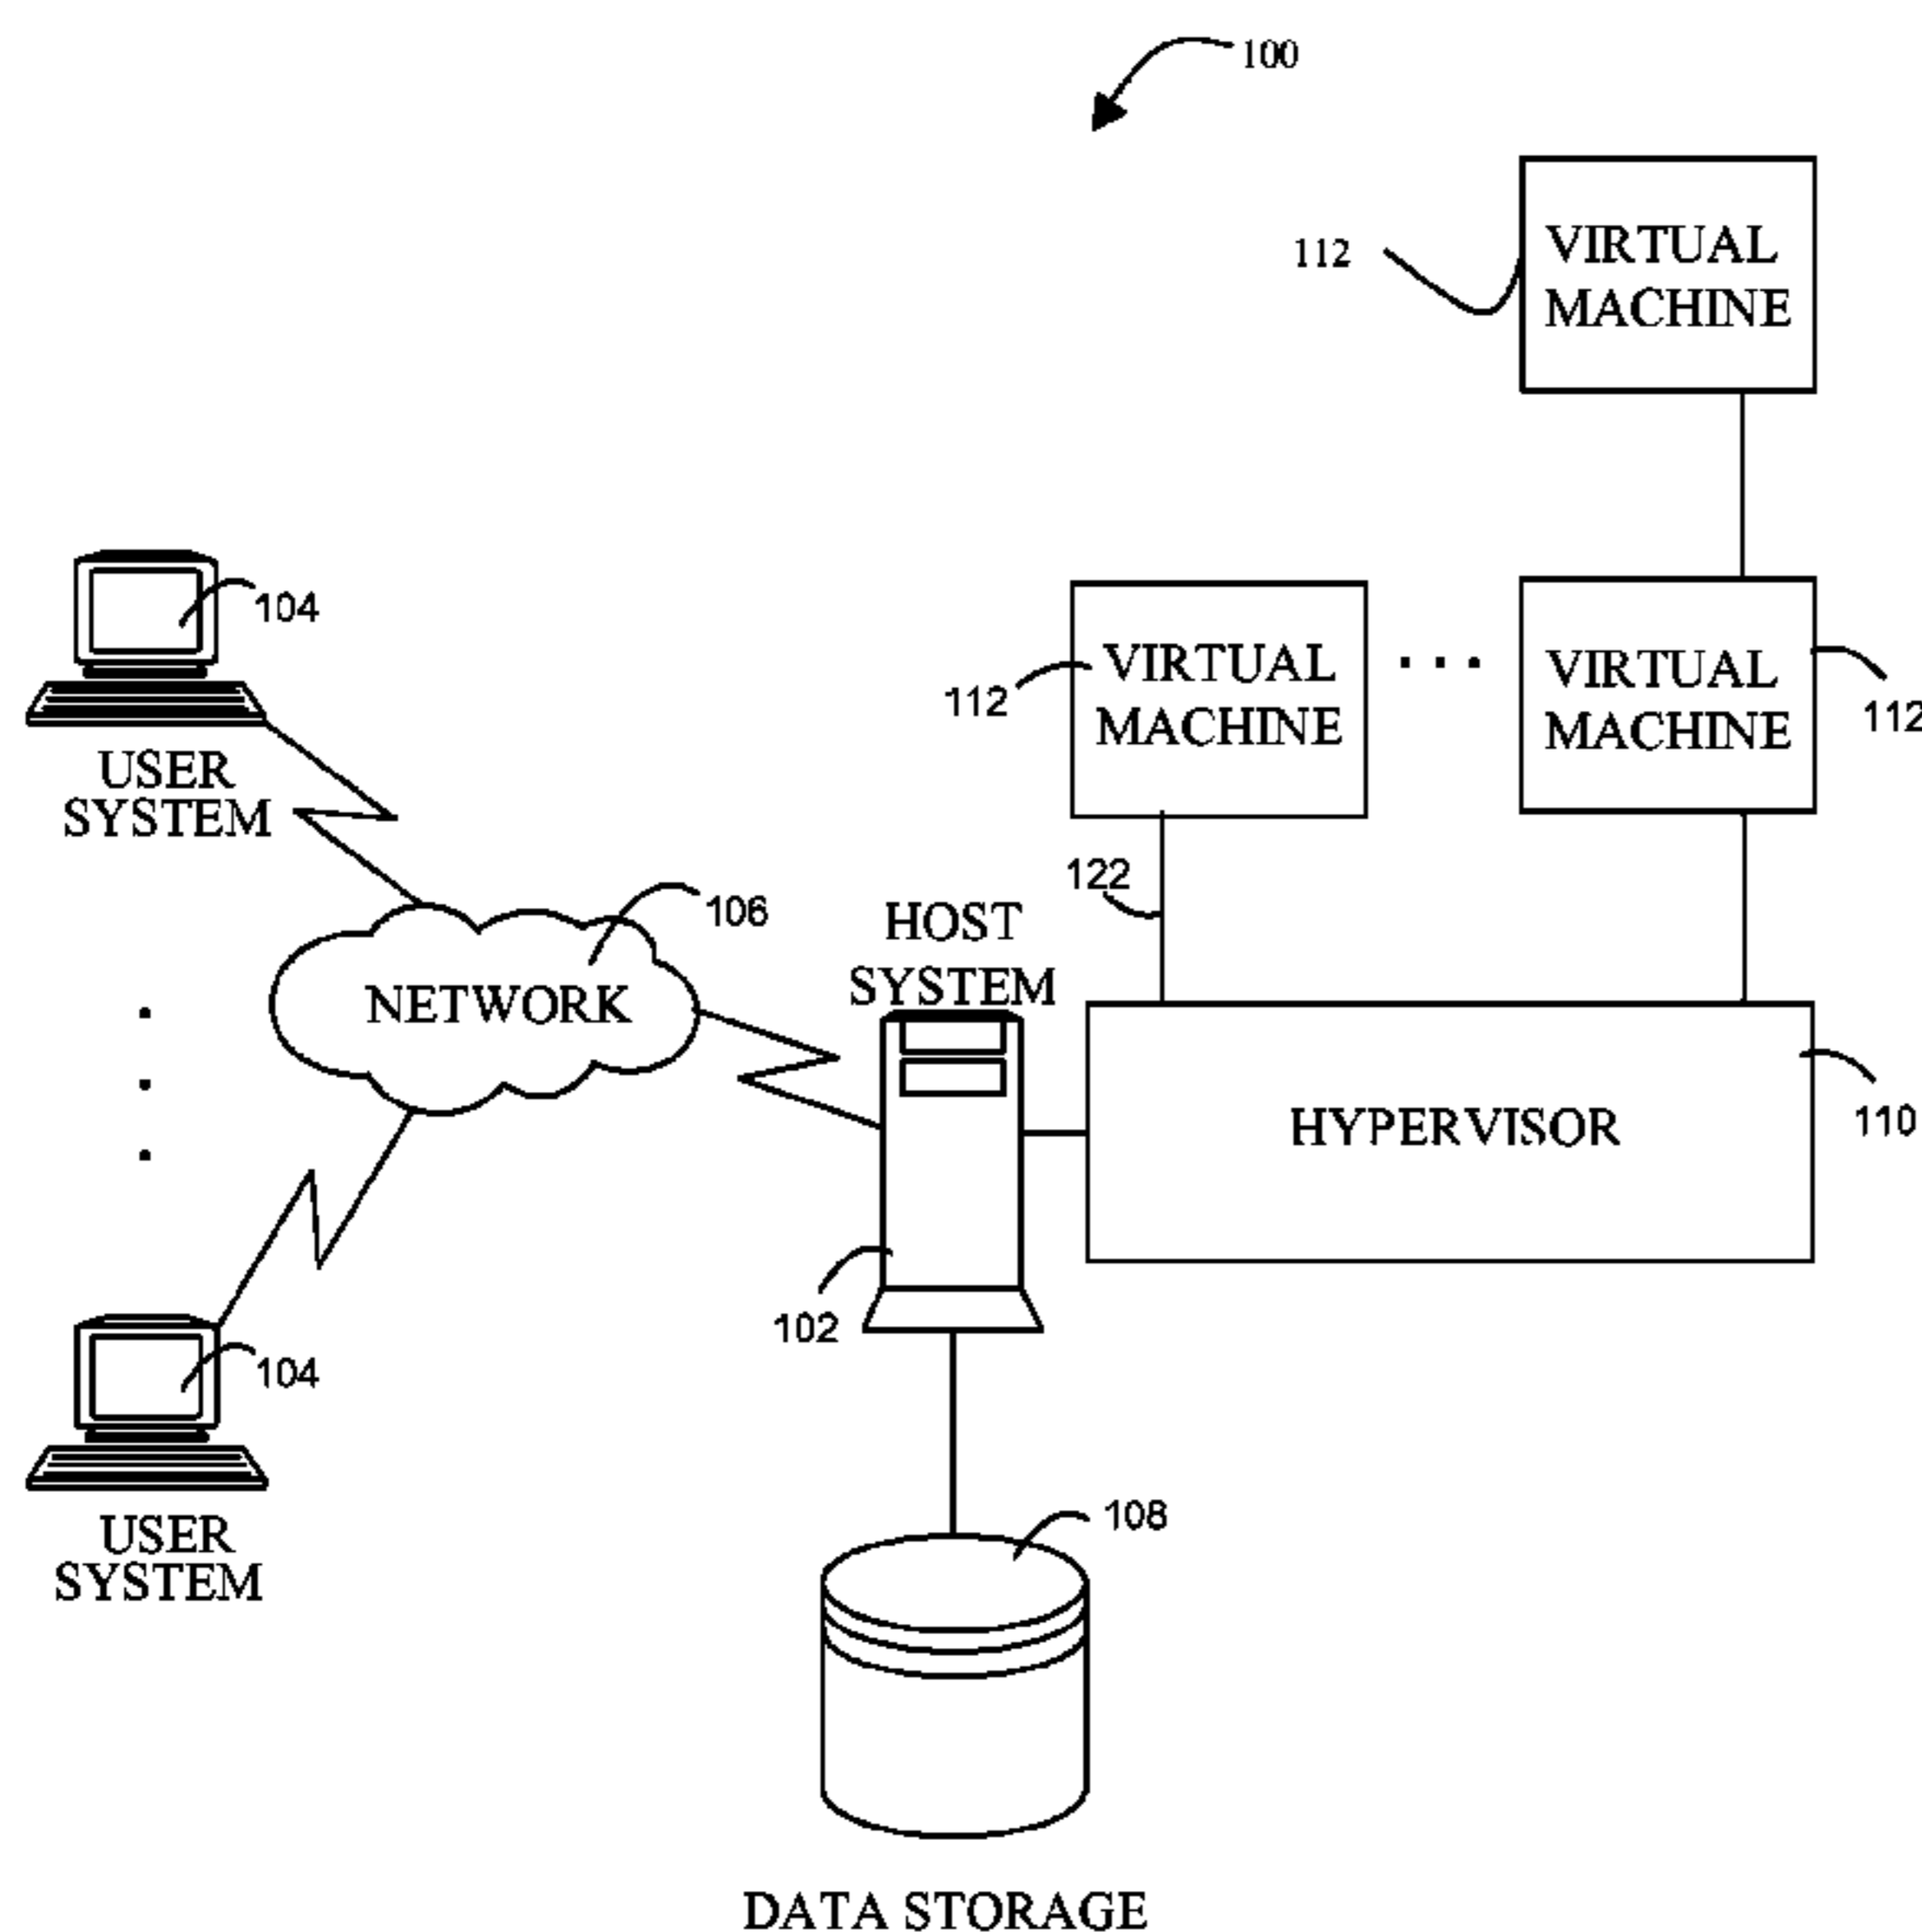 100
112
VIRTUAL
MACHINE
104
USER
SYSTEM
112
VIRTUAL
MACHINE
VIRTUAL
MACHINE
112
122
106
NETWORK
HOST
SYSTEM
HYPERVISOR
110
102
104
USER
SYSTEM
108
DATA STORAGE